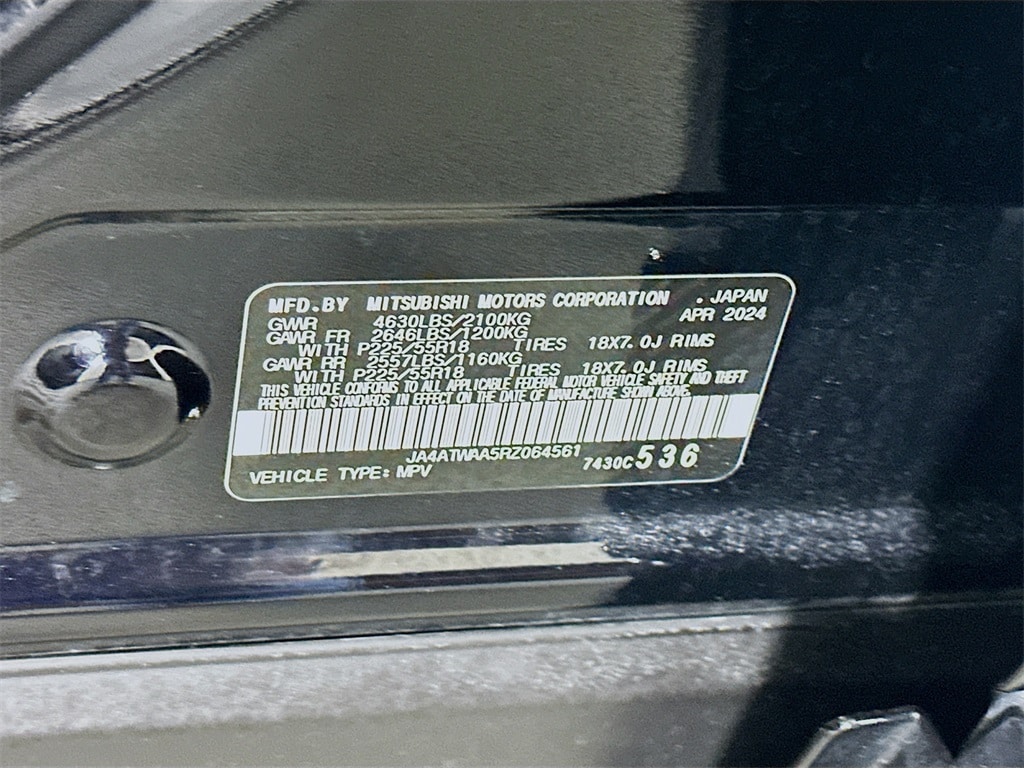 MFD. BY MITSUBISHI MOTORS CORPORATION . JAPAN
GVWR 4630LBS/2100KG APR 2024
GAWR FR 2646LBS/1200KG
WITH P225/55R18 TIRES 18X7. 0J RIMS
GAWR RR 2557LBS/1160KG
WITH P225/55R18 TIRES 18X7. 0J RIMS
THIS VEHICLE CONFORMS TO ALL APPLICABLE FEDERAL MOTOR VEHICLE SAFETY AND THEFT
PREVENTION STANDARDS IN EFFECT ON THE DATE OF MANUFACTURE SHOWN ABOVE.
JA4ATWAA5RZ064561 7430C536
VEHICLE TYPE: MPV